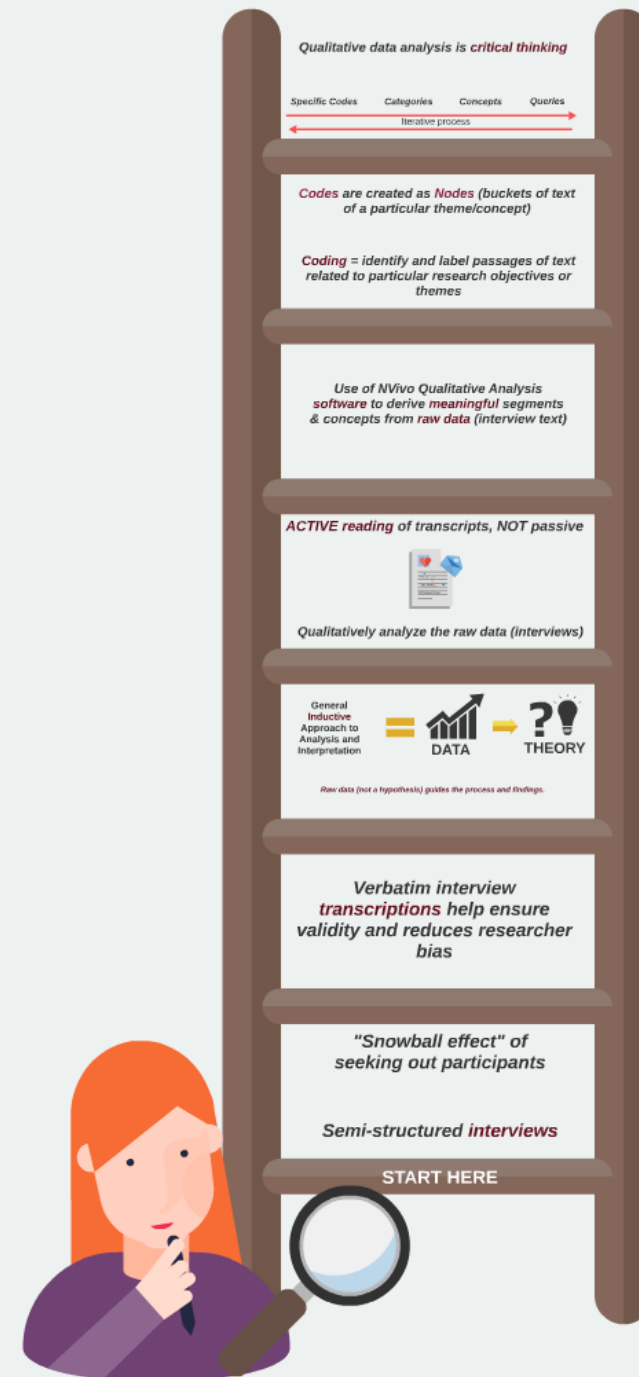 Qualitative data analysis is critical thinking
Specific Codes Categories Concepts Queries
Iterative process
Codes are created as Nodes (buckets of text
of a particular theme/concept)
Coding = identify and label passages of text
related to particular research objectives or
themes
Use of NVivo Qualitative Analysis
software to derive meaningful segments
& concepts from raw data (interview text)
ACTIVE reading of transcripts, NOT passive
Qualitatively analyze the raw data (interviews)
General
Inductive
Approach to
Analysis and
Interpretation
DATA
THEORY
Raw data (not a hypothesis) guides the process and findings.
Verbatim interview
transcriptions help ensure
validity and reduces researcher
bias
"Snowball effect" of
seeking out participants
Semi-structured interviews
START HERE